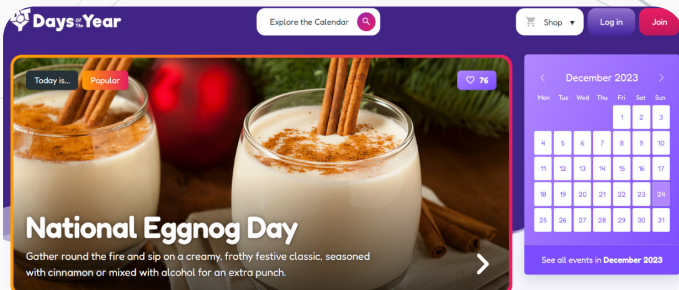 Days OF THE Year
Explore the Calendar
Shop ▼
Log in
Join
Today is...
Popular
76
National Eggnog Day
Gather round the fire and sip on a creamy, frothy festive classic, seasoned
with cinnamon or mixed with alcohol for an extra punch.
December 2023
Mon Tue Wed Thu Fri Sat Sun
1 2 3
4 5 6 7 8 9 10
11 12 13 14 15 16 17
18 19 20 21 22 23 24
25 26 27 28 29 30 31
See all events in December 2023